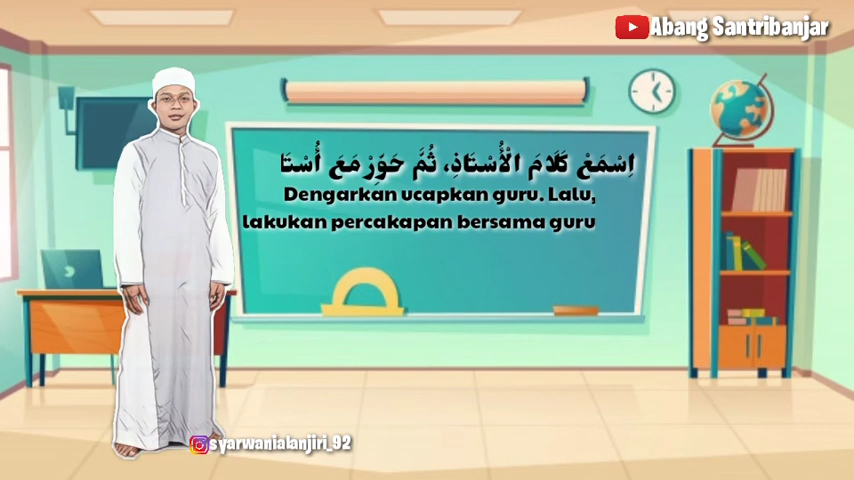 Abang Santribanjar
اِسْمَعْ كَلَامَ الْأُسْتَاذِ، ثُمَّ حَوِّرْ مَعَ أُسْتَا
Dengarkan ucapkan guru. Lalu,
lakukan percakapan bersama guru
syarwanialanjiri_92